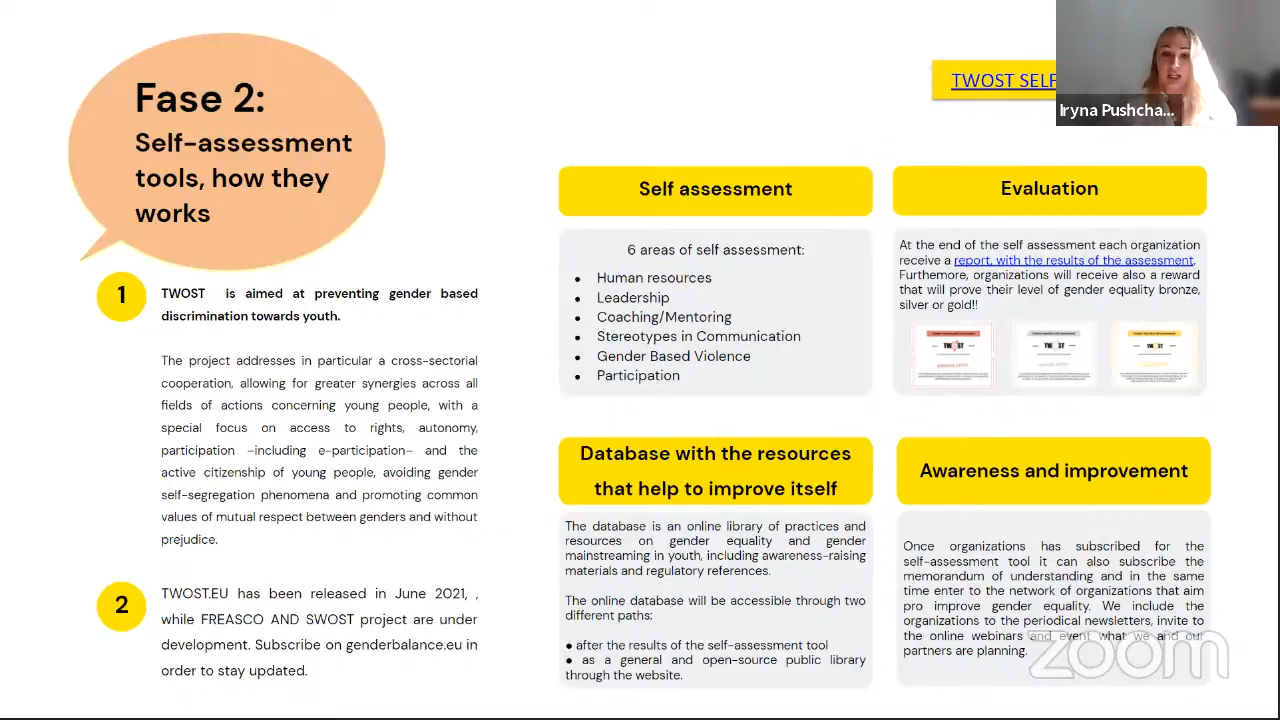 Fase 2:
Self-assessment
tools, how they
works
TWOST SELF
Iryna Pushcha...
1
TWOST is aimed at preventing gender based
discrimination towards youth.
The project addresses in particular a cross-sectorial
cooperation, allowing for greater synergies across all
fields of actions concerning young people, with a
special focus on access to rights, autonomy,
participation –including e-participation– and the
active citizenship of young people, avoiding gender
self-segregation phenomena and promoting common
values of mutual respect between genders and without
prejudice.
2
TWOST.EU has been released in June 2021, ,
while FREASCO AND SWOST project are under
development. Subscribe on genderbalance.eu in
order to stay updated.
Self assessment
6 areas of self assessment:
● Human resources
● Leadership
● Coaching/Mentoring
● Stereotypes in Communication
● Gender Based Violence
● Participation
Evaluation
At the end of the self assessment each organization
receive a report, with the results of the assessment.
Furthermore, organizations will receive also a reward
that will prove their level of gender equality bronze,
silver or gold!!
TWOST
TWOST
TWOST
Database with the resources
that help to improve itself
The database is an online library of practices and
resources on gender equality and gender
mainstreaming in youth, including awareness-raising
materials and regulatory references.
The online database will be accessible through two
different paths:
● after the results of the self-assessment tool
● as a general and open-source public library
through the website.
Awareness and improvement
Once organizations has subscribed for the
self-assessment tool it can also subscribe the
memorandum of understanding and in the same
time enter to the network of organizations that aim
pro improve gender equality. We include the
organizations to the periodical newsletters, invite to
the online webinars and event what we and our
partners are planning.
zoom